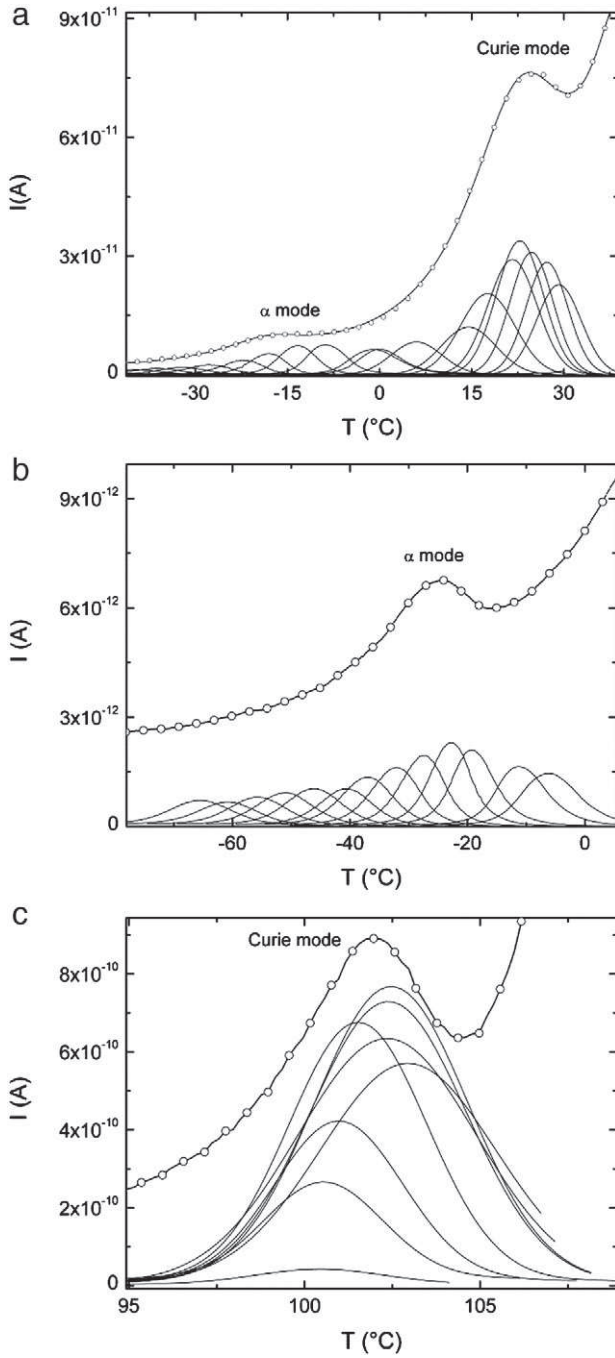 a
9x10⁻¹¹
Curie mode
6x10⁻¹¹
I(A)
3x10⁻¹¹
α mode
0
-30 -15 0 15 30
T (°C)
b
9x10⁻¹²
α mode
6x10⁻¹²
I (A)
3x10⁻¹²
0
-60 -40 -20 0
T (°C)
c
Curie mode
8x10⁻¹⁰
6x10⁻¹⁰
I (A)
4x10⁻¹⁰
2x10⁻¹⁰
0
95 100 105
T (°C)